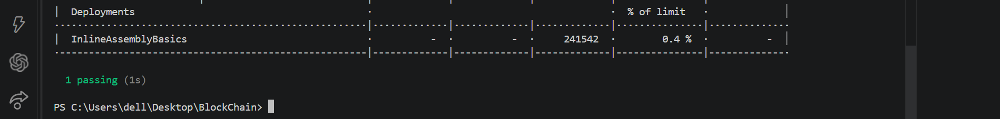 | Deployments · · · % of limit · |
·······················································|·············|·············|·············|···············|··············
| InlineAssemblyBasics · - · - · 241542 · 0.4 % · - |
·-----------------------------------------------------|-------------|-------------|-------------|---------------|-------------·
1 passing (1s)
PS C:\Users\dell\Desktop\BlockChain>